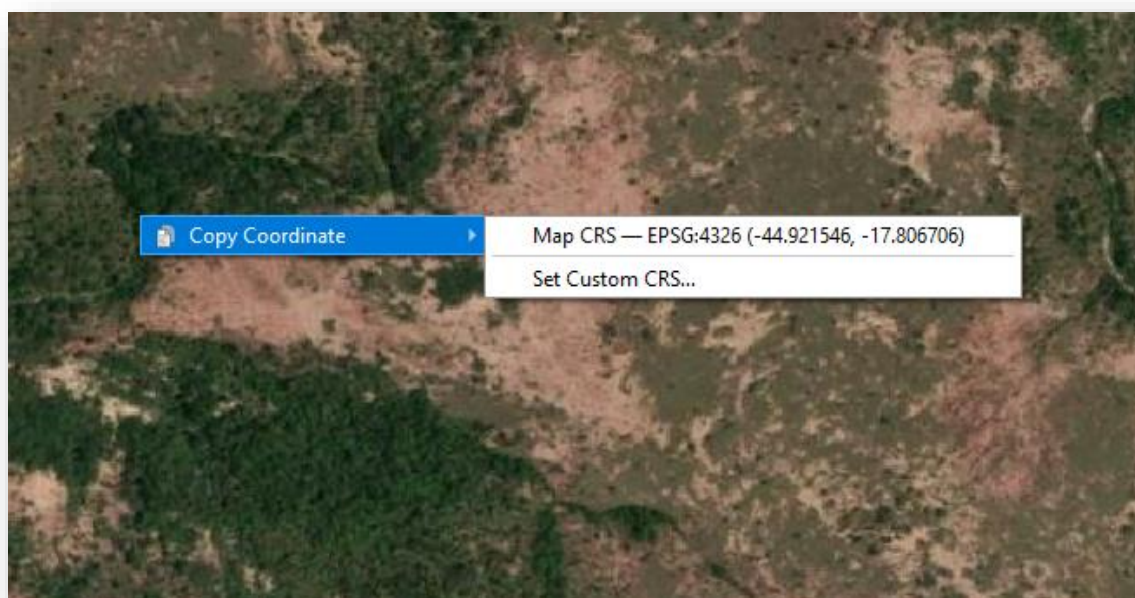 Copy Coordinate
Map CRS — EPSG:4326 (-44.921546, -17.806706)
Set Custom CRS...